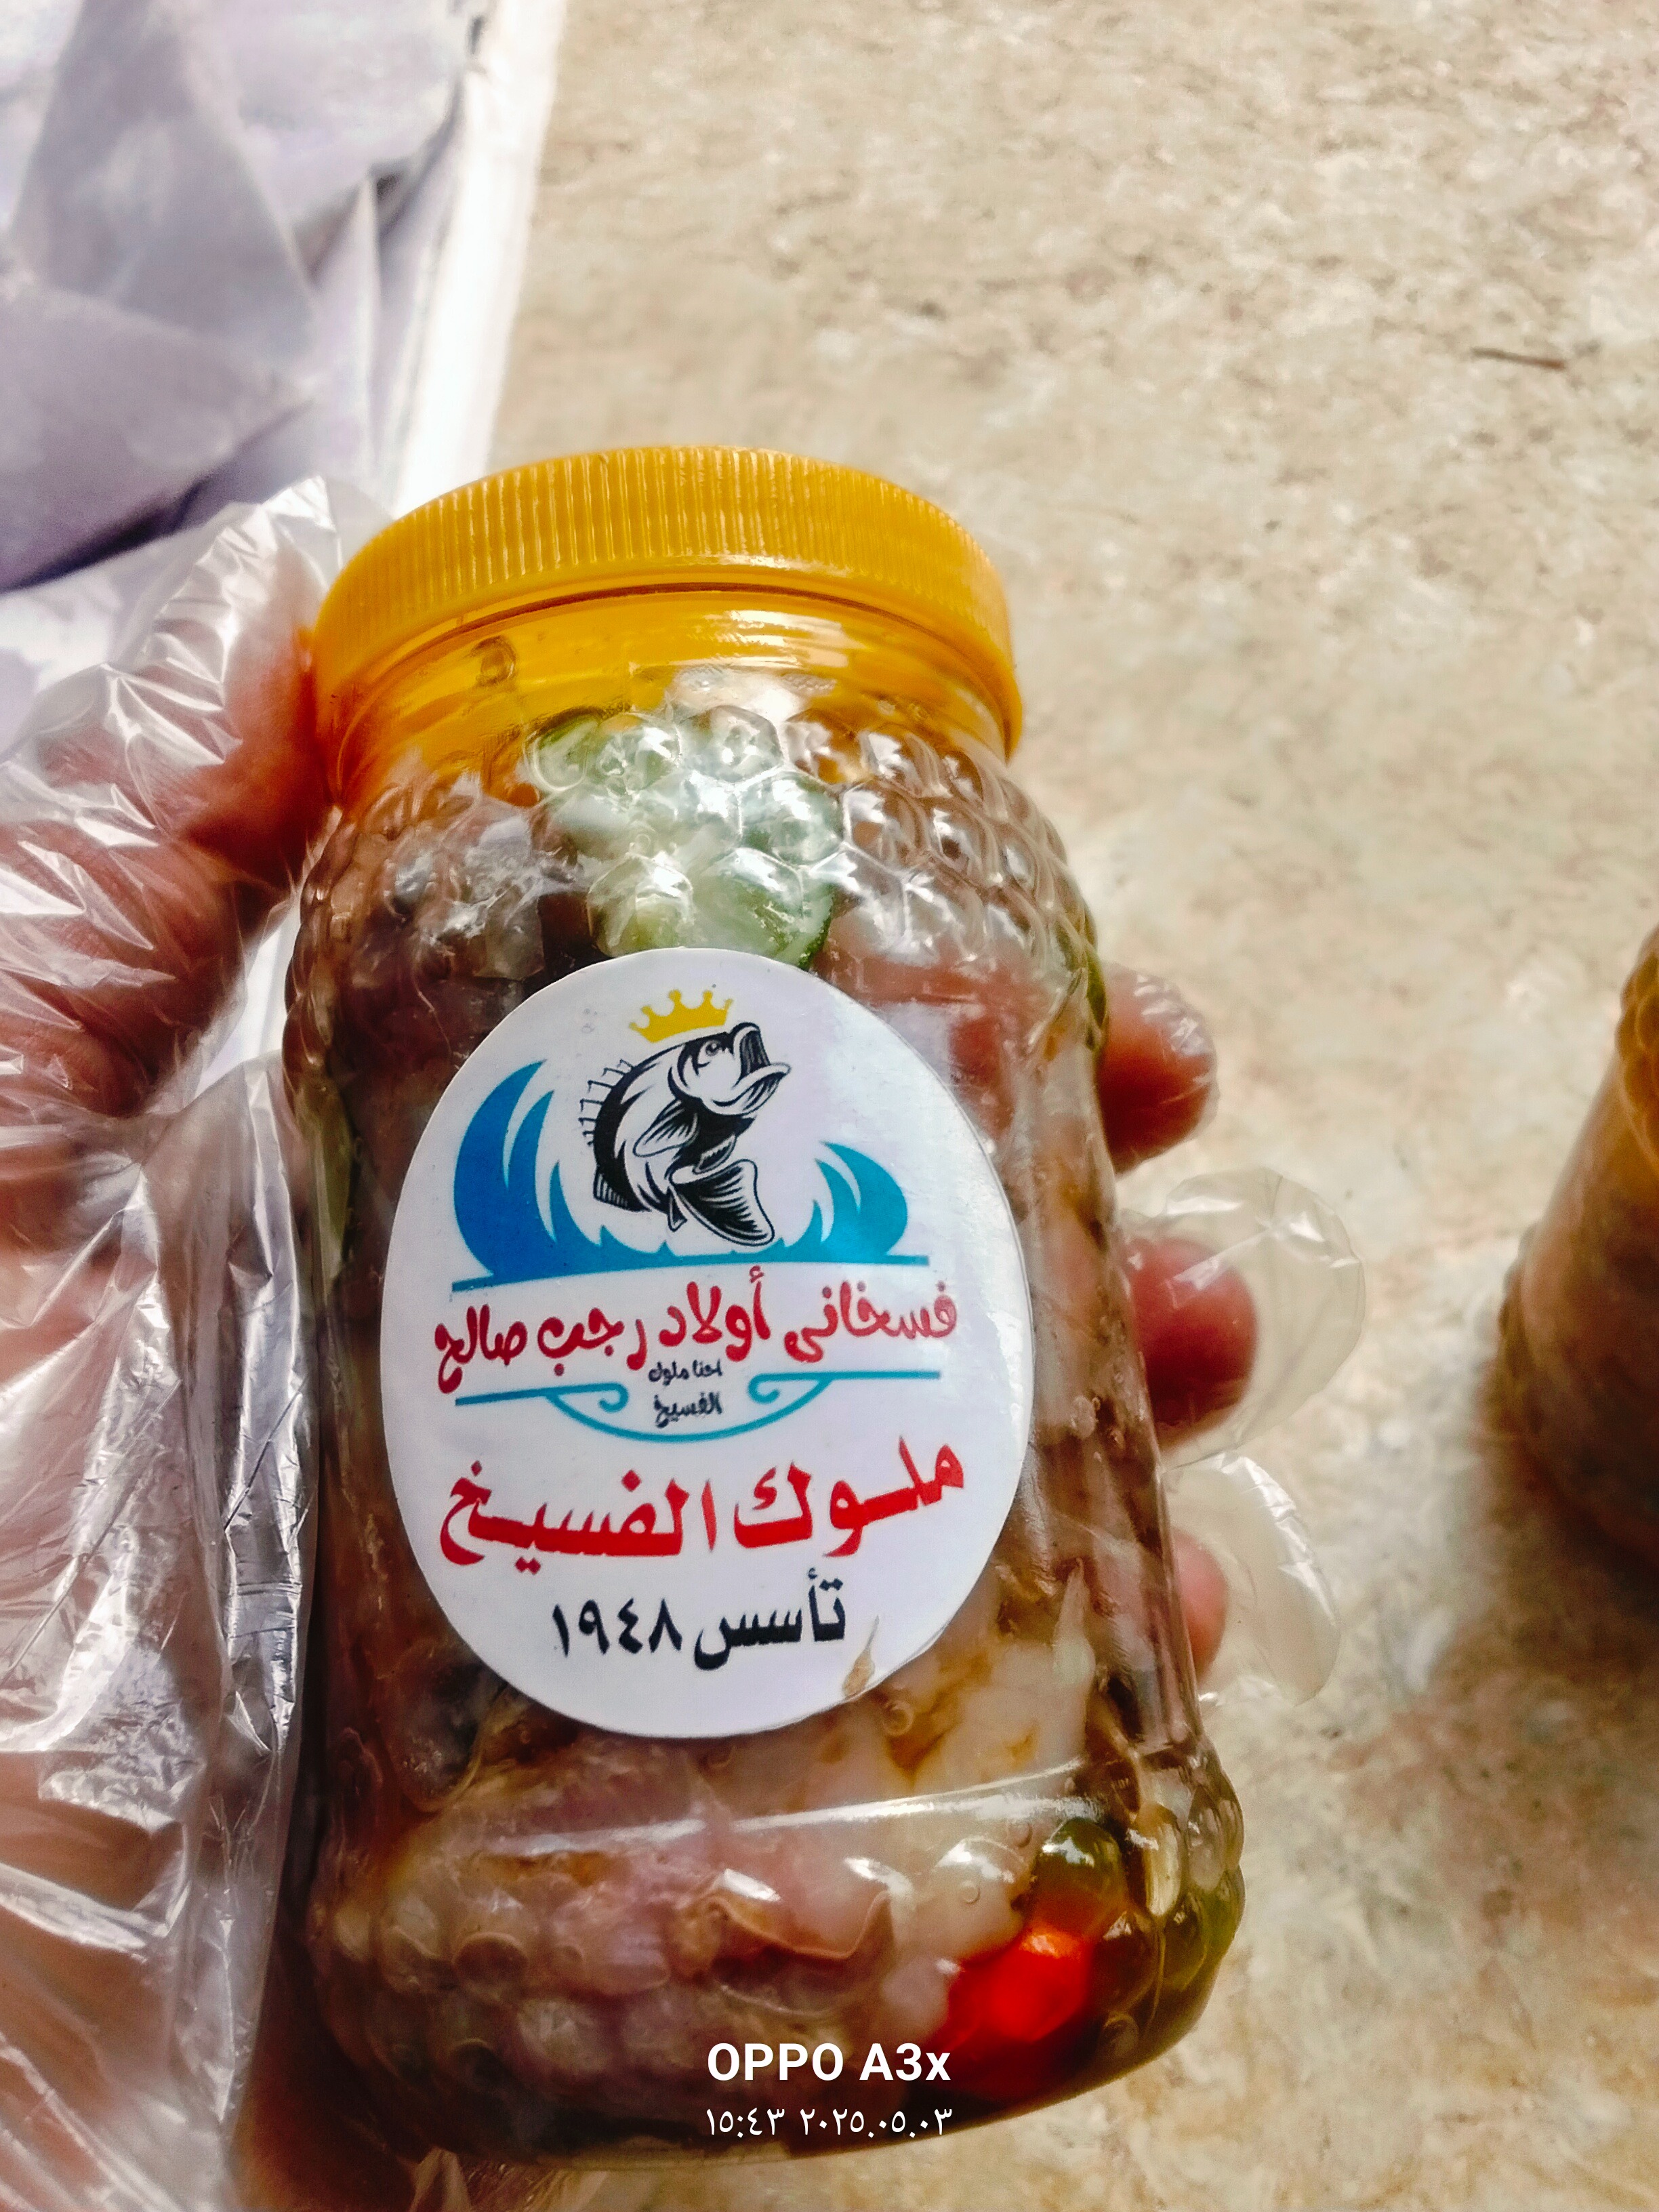 فسخانى أولاد رجب صالح
احنا ملوك
الفسيخ
ملوك الفسيخ
تأسس ١٩٤٨
OPPO A3x
١٥:٤٣ ٢٠٢٥.٠٥.٠٣